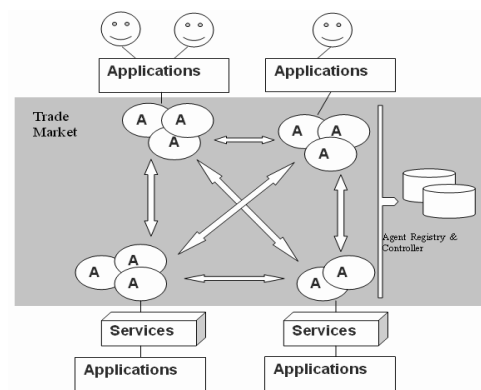 Applications
Applications
Trade
Market
A
A
A
A
A
A
Agent Registry &
Controller
A
A
A
A
A
Services
Services
Applications
Applications